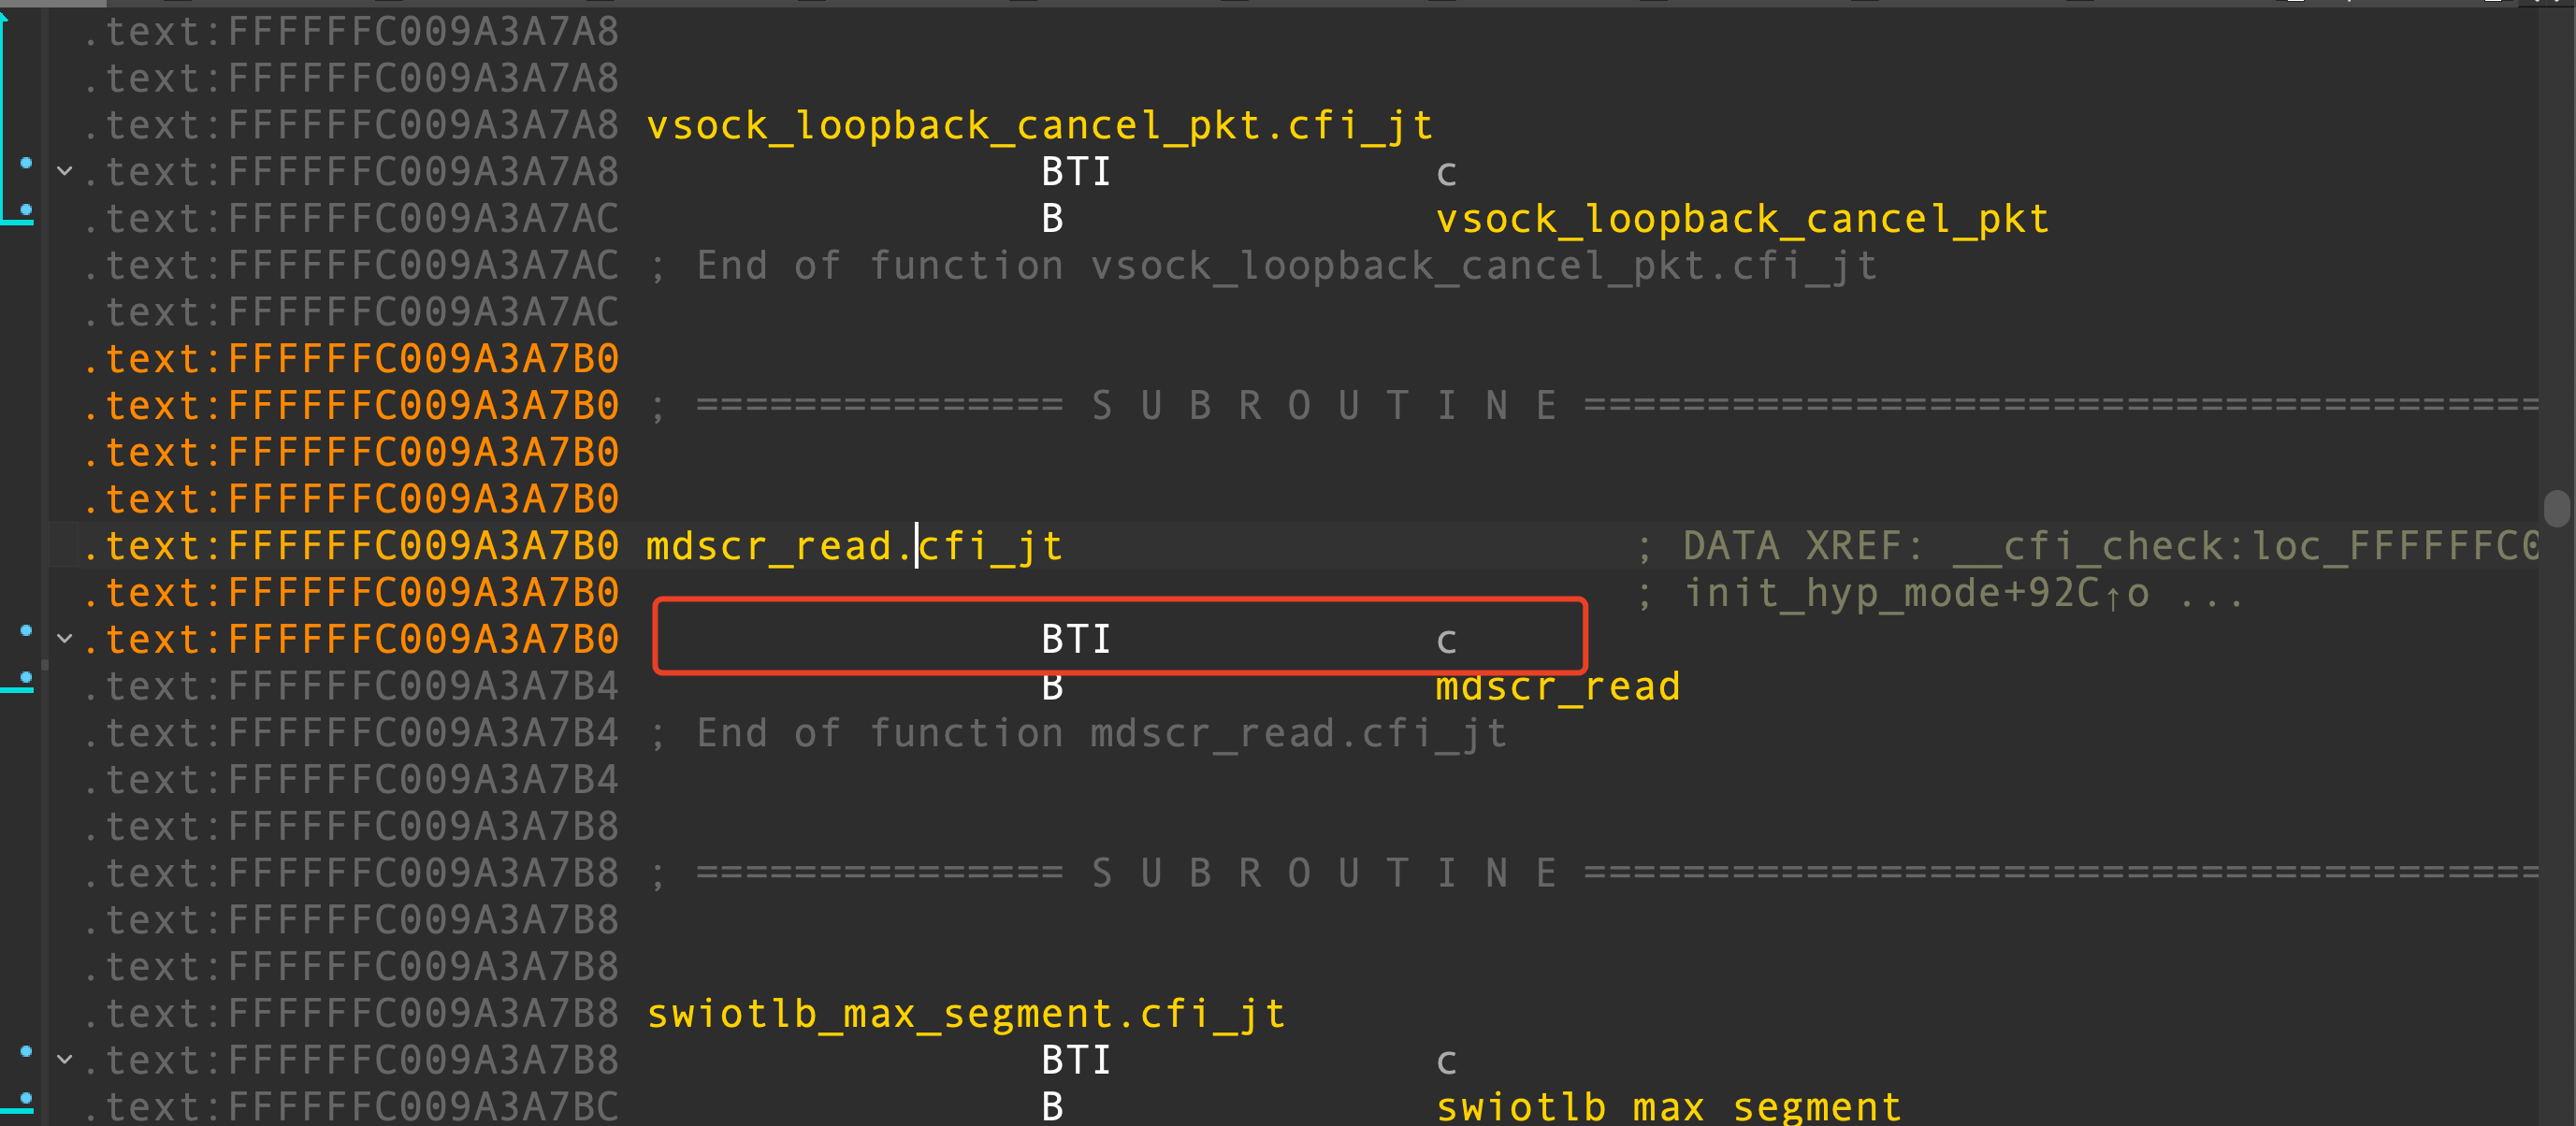 .text:FFFFFFC009A3A7A8
.text:FFFFFFC009A3A7A8
.text:FFFFFFC009A3A7A8 vsock_loopback_cancel_pkt.cfi_jt
.text:FFFFFFC009A3A7A8 BTI c
.text:FFFFFFC009A3A7AC B vsock_loopback_cancel_pkt
.text:FFFFFFC009A3A7AC ; End of function vsock_loopback_cancel_pkt.cfi_jt
.text:FFFFFFC009A3A7AC
.text:FFFFFFC009A3A7B0
.text:FFFFFFC009A3A7B0 ; =============== S U B R O U T I N E =======================================
.text:FFFFFFC009A3A7B0
.text:FFFFFFC009A3A7B0
.text:FFFFFFC009A3A7B0 mdscr_read.cfi_jt ; DATA XREF: __cfi_check:loc_FFFFFFC0
.text:FFFFFFC009A3A7B0 ; init_hyp_mode+92C↑o ...
.text:FFFFFFC009A3A7B0 BTI c
.text:FFFFFFC009A3A7B4 B mdscr_read
.text:FFFFFFC009A3A7B4 ; End of function mdscr_read.cfi_jt
.text:FFFFFFC009A3A7B4
.text:FFFFFFC009A3A7B8
.text:FFFFFFC009A3A7B8 ; =============== S U B R O U T I N E =======================================
.text:FFFFFFC009A3A7B8
.text:FFFFFFC009A3A7B8
.text:FFFFFFC009A3A7B8 swiotlb_max_segment.cfi_jt
.text:FFFFFFC009A3A7B8 BTI c
.text:FFFFFFC009A3A7BC B swiotlb max segment